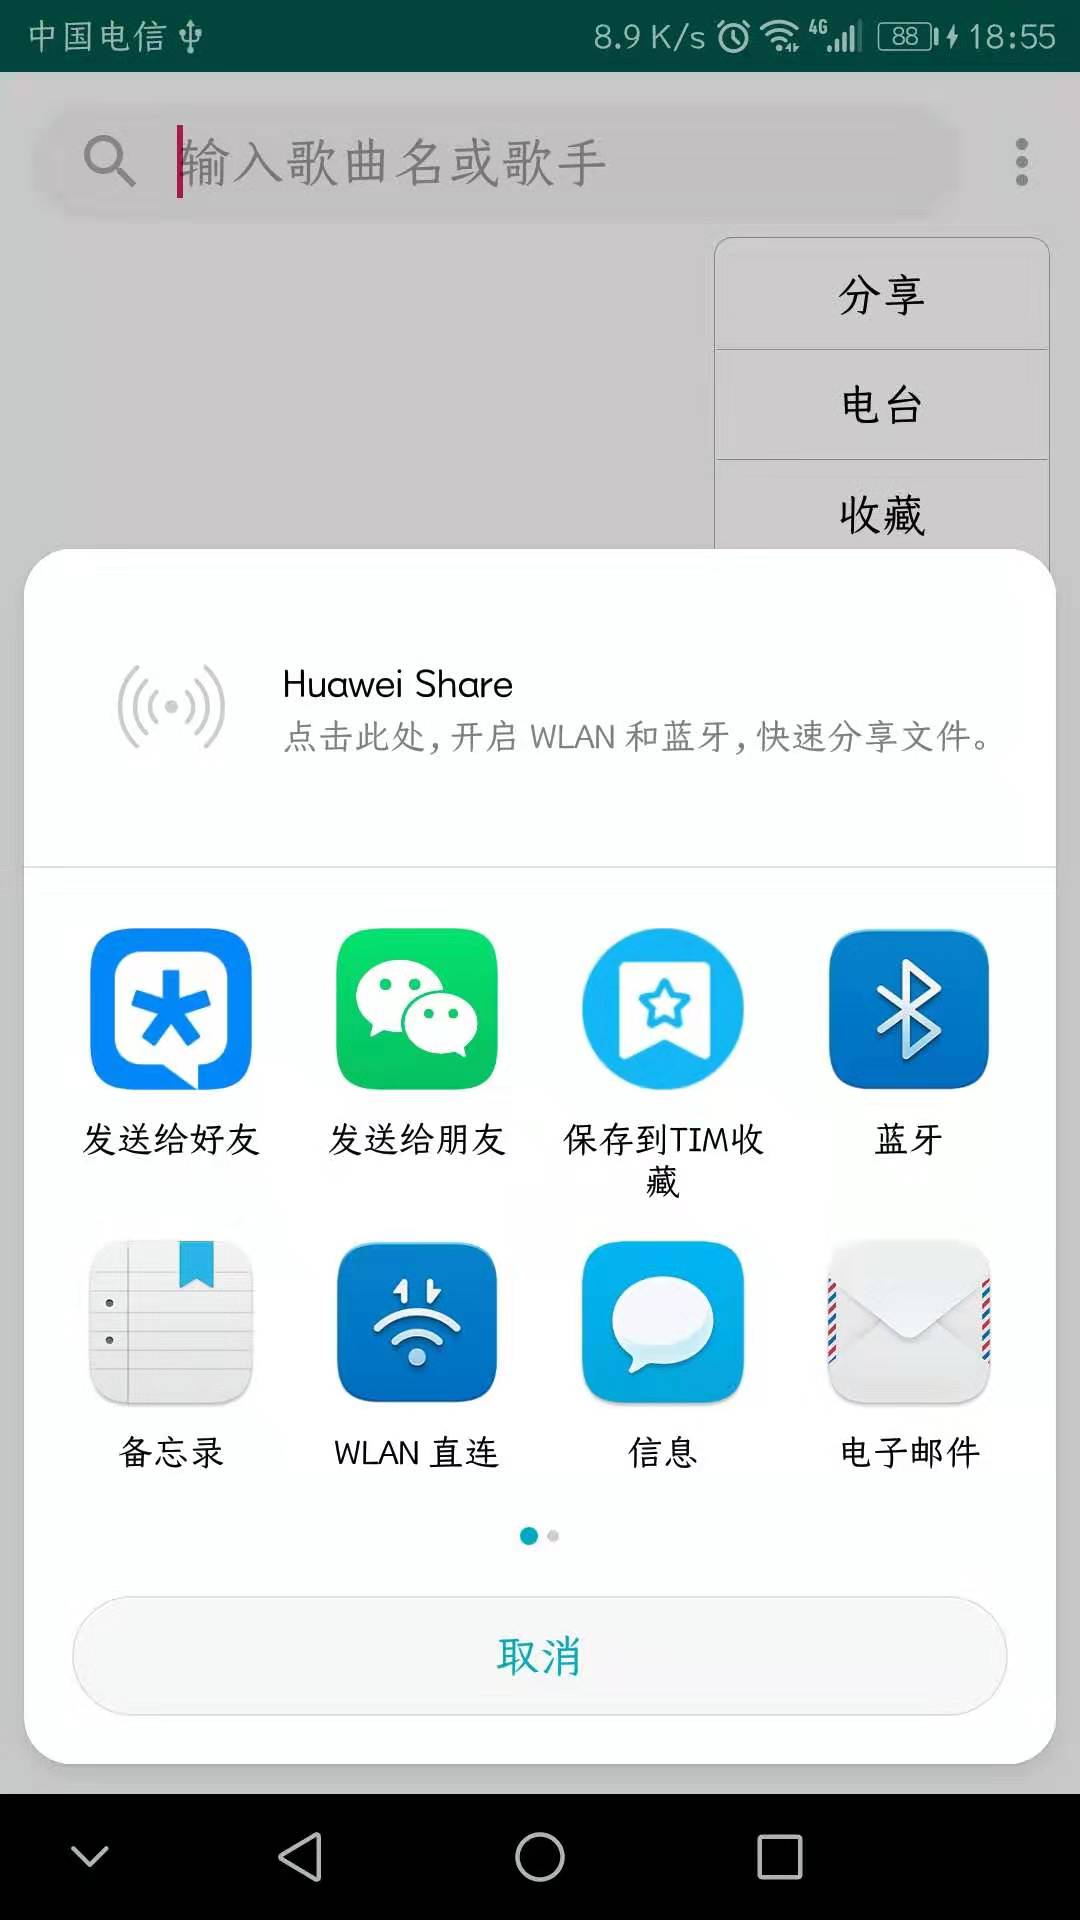 中国电信
8.9 K/s
4G
88
18:55
输入歌曲名或歌手
分享
电台
收藏
Huawei Share
点击此处，开启 WLAN 和蓝牙，快速分享文件。
发送给好友
发送给朋友
保存到TIM收
藏
蓝牙
备忘录
WLAN 直连
信息
电子邮件
取消